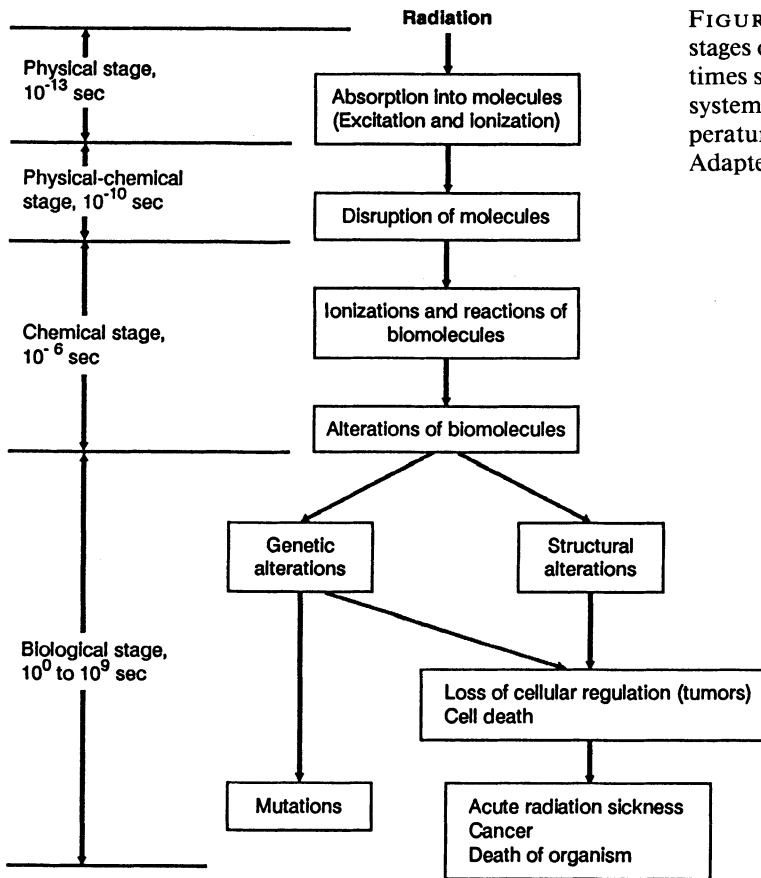 Radiation
Physical stage,
10⁻¹³ sec
Absorption into molecules
(Excitation and ionization)
Physical-chemical
stage, 10⁻¹⁰ sec
Disruption of molecules
Chemical stage,
10⁻⁶ sec
Ionizations and reactions of
biomolecules
Alterations of biomolecules
Genetic
alterations
Structural
alterations
Biological stage,
10⁰ to 10⁹ sec
Loss of cellular regulation (tumors)
Cell death
Mutations
Acute radiation sickness
Cancer
Death of organism
FIGUR
stages o
times s
system
peratur
Adapte